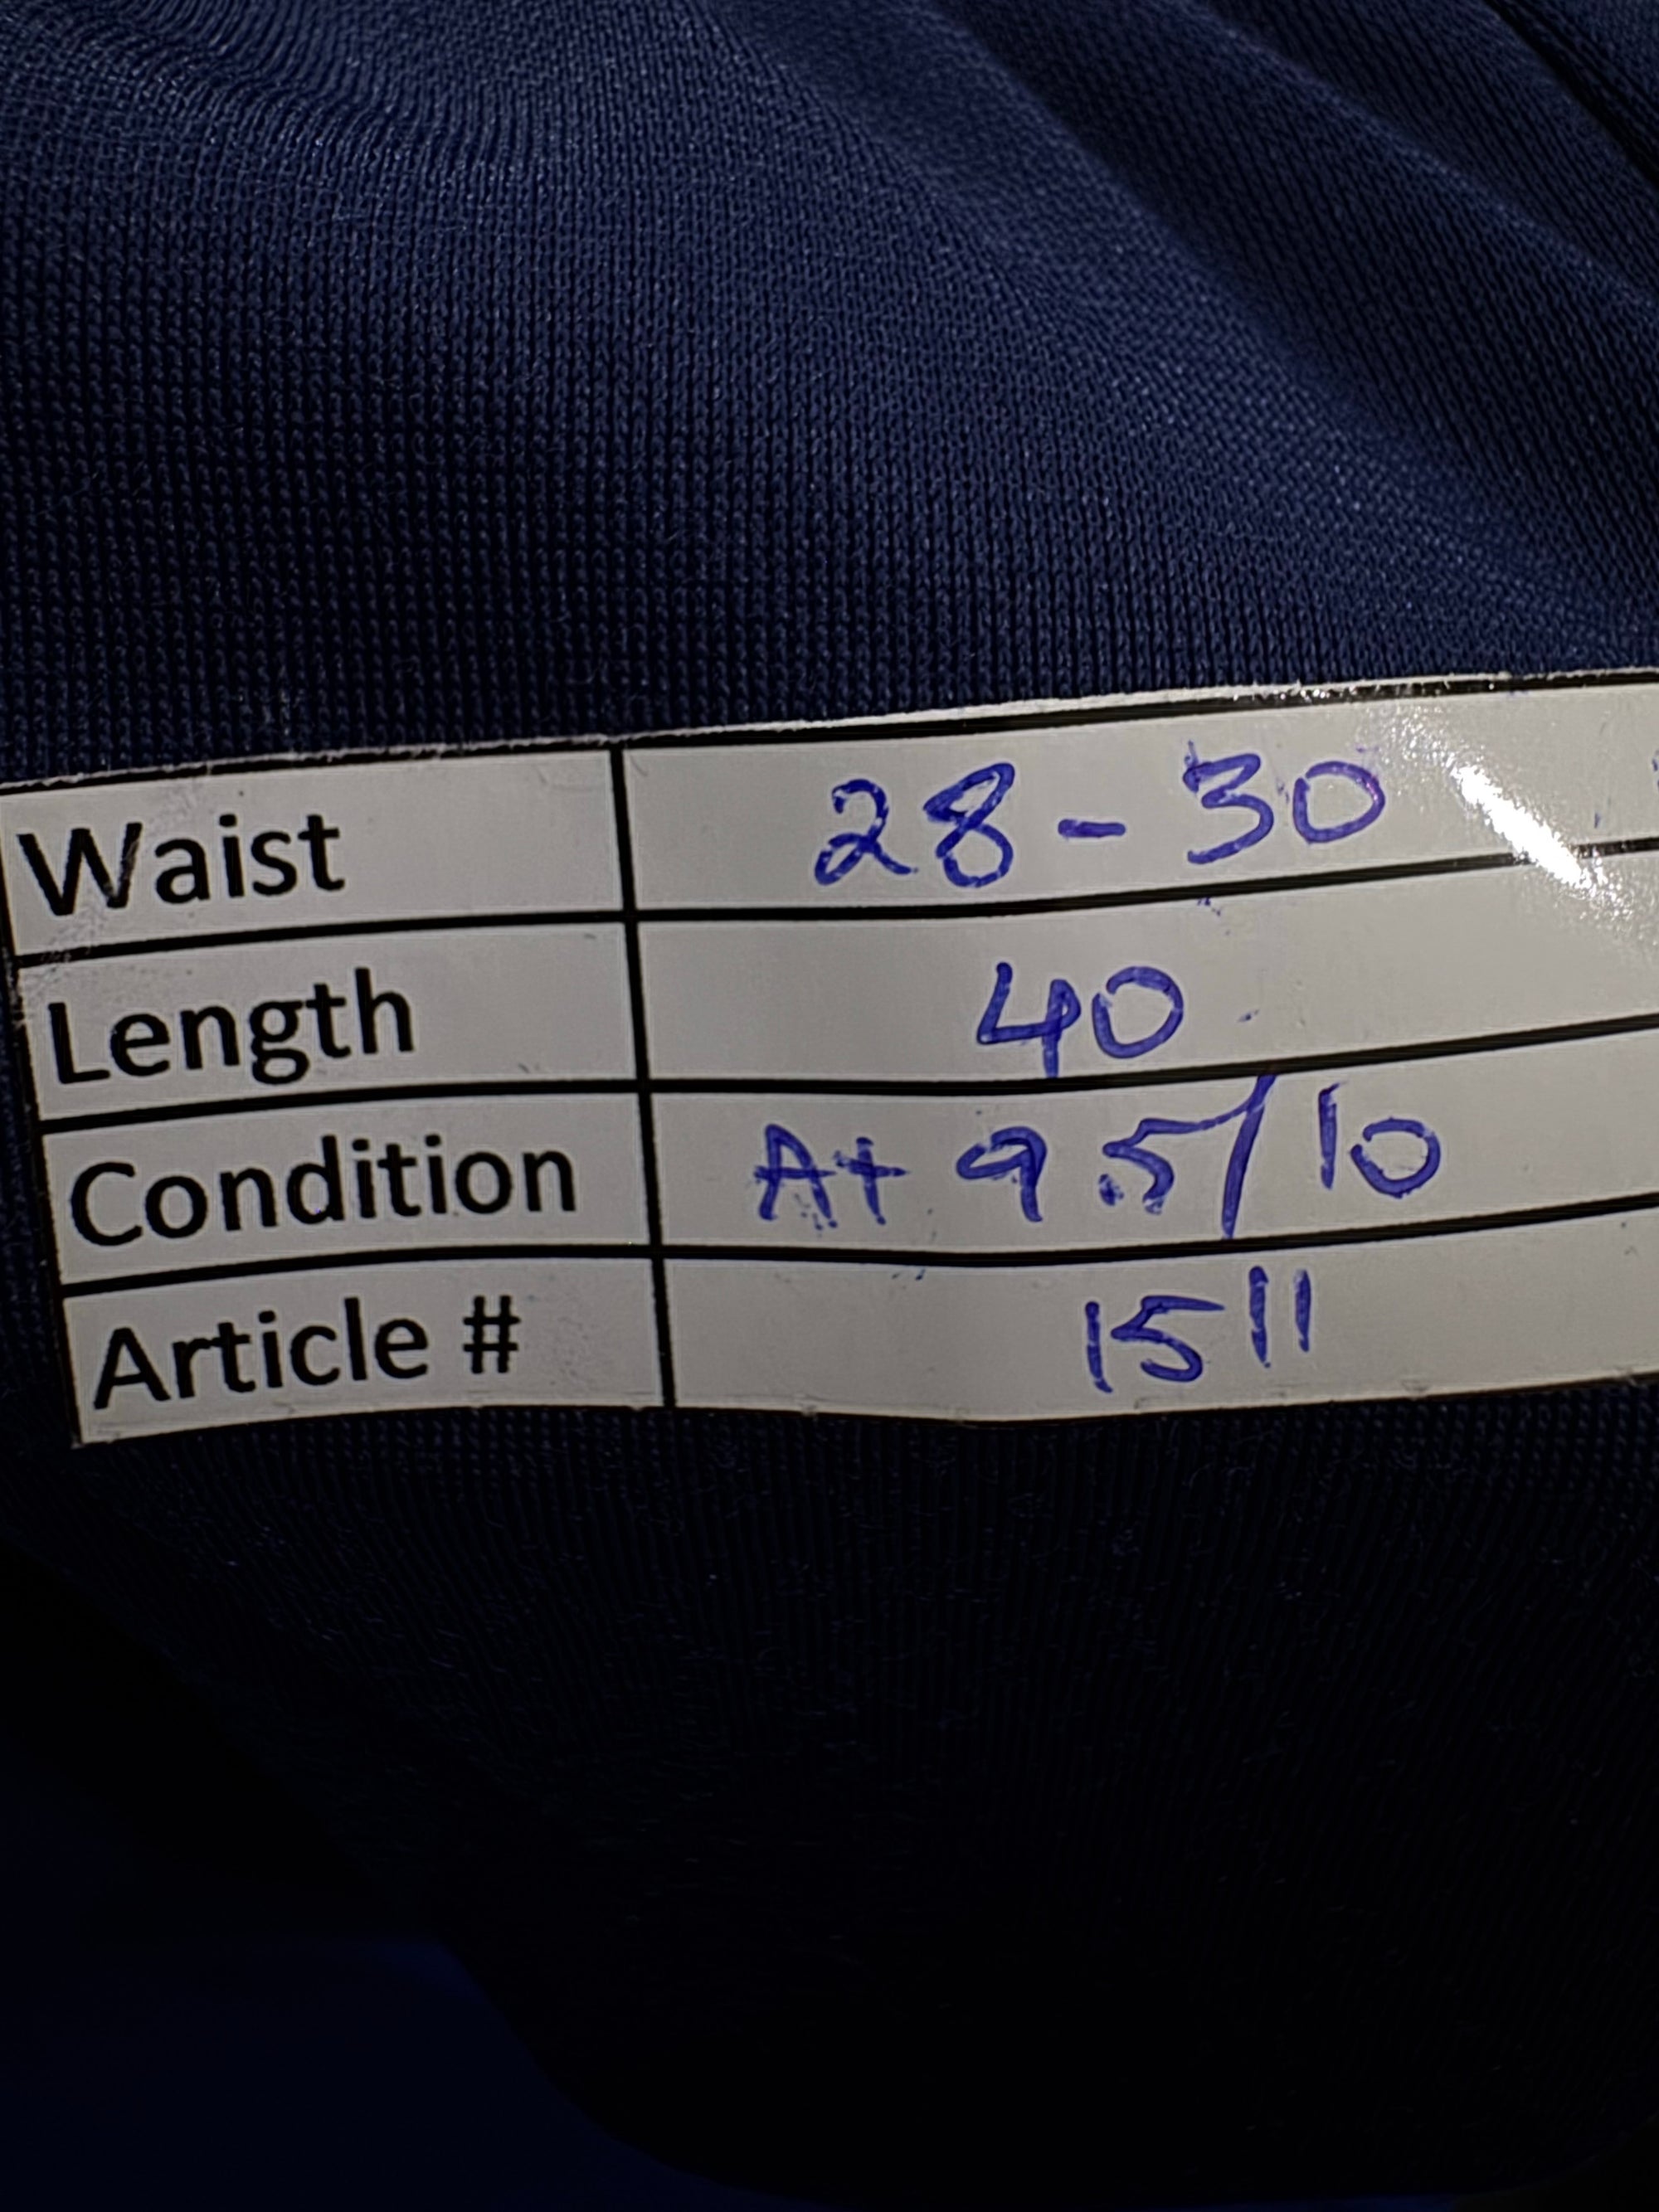 Waist 28 - 30
Length 40
Condition A+ 9.5/10
Article # 1511